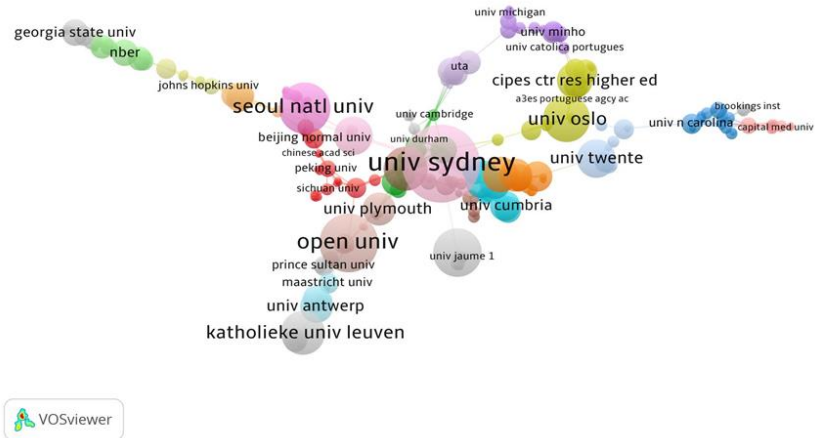 univ michigan
georgia state univ
univ minho
nber
univ catolica portugues
uta
johns hopkins univ
cipes ctr res higher ed
a3es portuguese agcy ac
seoul natl univ
brookings inst
univ cambridge
univ oslo
univ n carolina
capital med univ
beijing normal univ
univ durham
chinese acad sci
univ sydney
univ twente
peking univ
sichuan univ
univ plymouth
univ cumbria
open univ
univ jaume 1
prince sultan univ
maastricht univ
univ antwerp
katholieke univ leuven
VOSviewer